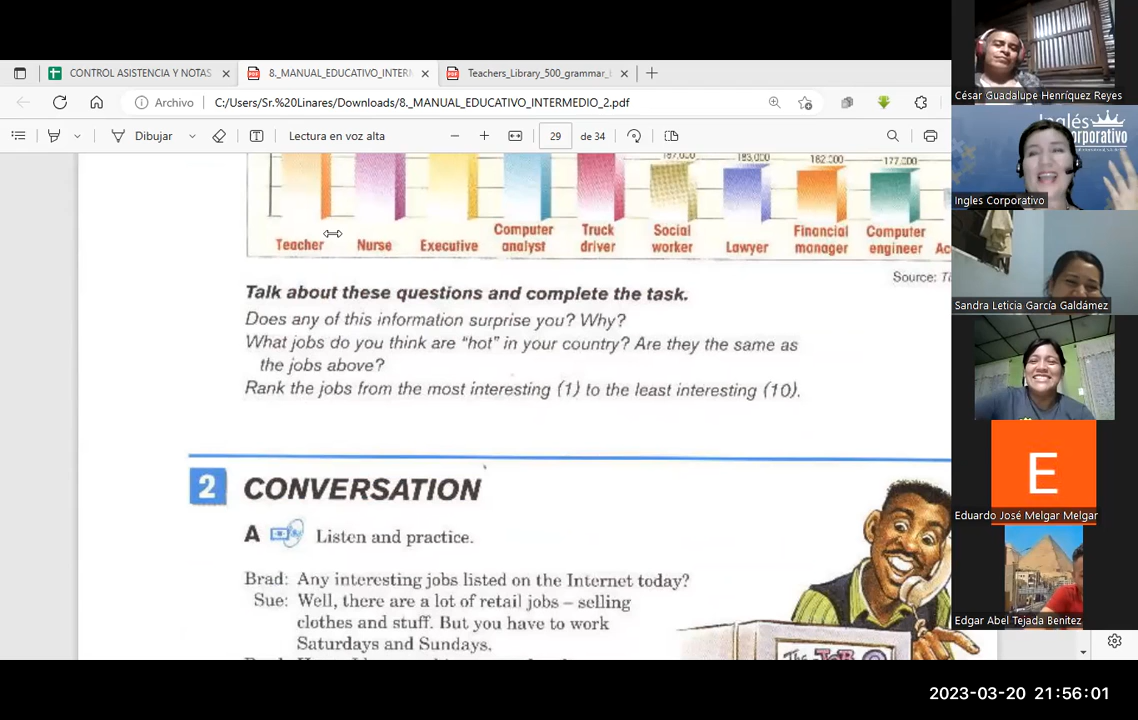 CONTROL ASISTENCIA Y NOTAS
8._MANUAL_EDUCATIVO_INTERM
Teachers_Library_500_grammar_
Archivo
C:/Users/Sr.%20Linares/Downloads/8._MANUAL_EDUCATIVO_INTERMEDIO_2.pdf
Dibujar
Lectura en voz alta
29
de 34
183,000
182,000
177,000
Teacher
Nurse
Executive
Computer analyst
Truck driver
Social worker
Lawyer
Financial manager
Computer engineer
Source:
Talk about these questions and complete the task.
Does any of this information surprise you? Why?
What jobs do you think are "hot" in your country? Are they the same as
the jobs above?
Rank the jobs from the most interesting (1) to the least interesting (10).
2 CONVERSATION
A Listen and practice.
Brad: Any interesting jobs listed on the Internet today?
Sue: Well, there are a lot of retail jobs – selling
clothes and stuff. But you have to work
Saturdays and Sundays.
César Guadalupe Henríquez Reyes
Inglés
Corporativo
Ingles Corporativo
Sandra Leticia García Galdámez
E
Eduardo José Melgar Melgar
Edgar Abel Tejada Benitez
2023-03-20 21:56:01